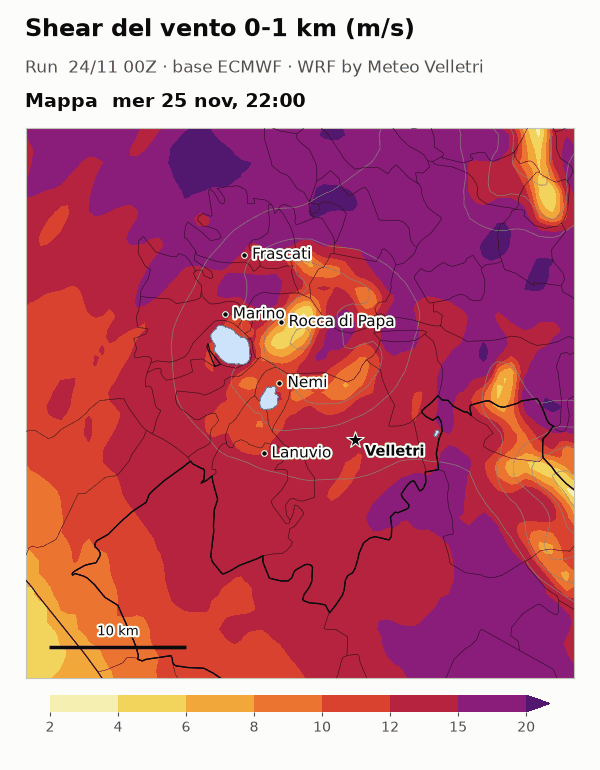 Shear del vento 0-1 km (m/s)
Run  24/11 00Z · base ECMWF · WRF by Meteo Velletri
Mappa  mer 25 nov, 22:00
Frascati
Marino
Rocca di Papa
Nemi
Velletri
Lanuvio
10 km
2 4 6 8 10 12 15 20